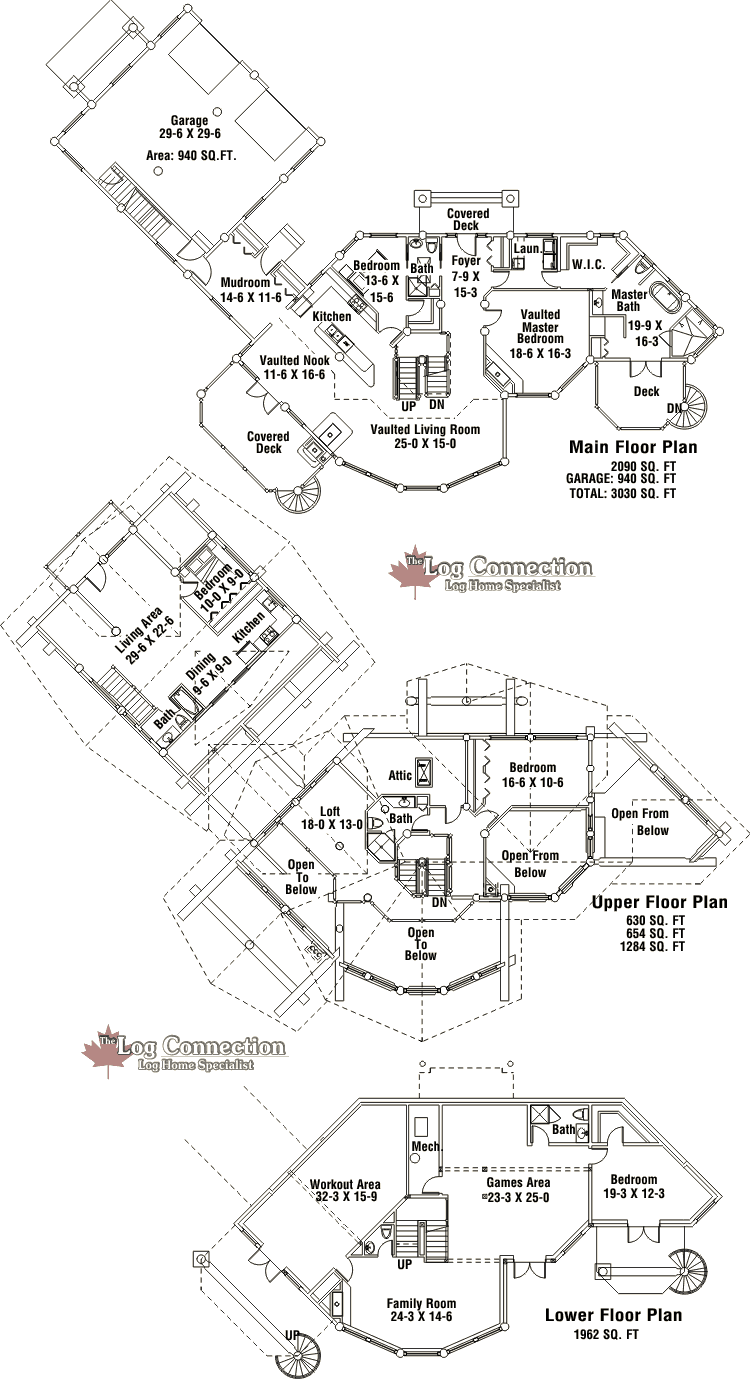 Garage
29-6 X 29-6
Area: 940 SQ.FT.
Covered
Deck
Mudroom
14-6 X 11-6
Bedroom
13-6 X
15-6
Bath
Foyer
7-9 X
15-3
Laun.
W.I.C.
Master
Bath
19-9 X
16-3
Kitchen
Vaulted
Master
Bedroom
18-6 X 16-3
Vaulted Nook
11-6 X 16-6
UP
DN
Deck
DN
Vaulted Living Room
25-0 X 15-0
Covered
Deck
Main Floor Plan
2090 SQ. FT
GARAGE: 940 SQ. FT
TOTAL: 3030 SQ. FT
The Log Connection
Log Home Specialist
Bedroom
10-0 X 9-0
Living Area
29-6 X 22-6
Kitchen
Dining
9-6 X 9-0
Bath
Attic
Bedroom
16-6 X 10-6
Loft
18-0 X 13-0
Bath
Open From
Below
Open From
Below
Open
To
Below
DN
Open
To
Below
Upper Floor Plan
630 SQ. FT
654 SQ. FT
1284 SQ. FT
The Log Connection
Log Home Specialist
Bath
Mech.
Workout Area
32-3 X 15-9
Games Area
23-3 X 25-0
Bedroom
19-3 X 12-3
UP
Family Room
24-3 X 14-6
UP
Lower Floor Plan
1962 SQ. FT